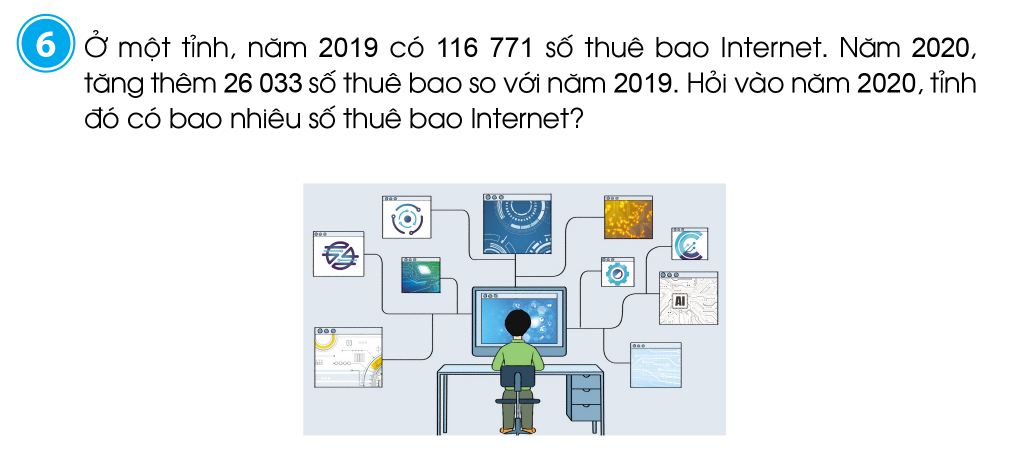 6 Ở một tỉnh, năm 2019 có 116 771 số thuê bao Internet. Năm 2020,
tăng thêm 26 033 số thuê bao so với năm 2019. Hỏi vào năm 2020, tỉnh
đó có bao nhiêu số thuê bao Internet?
AI